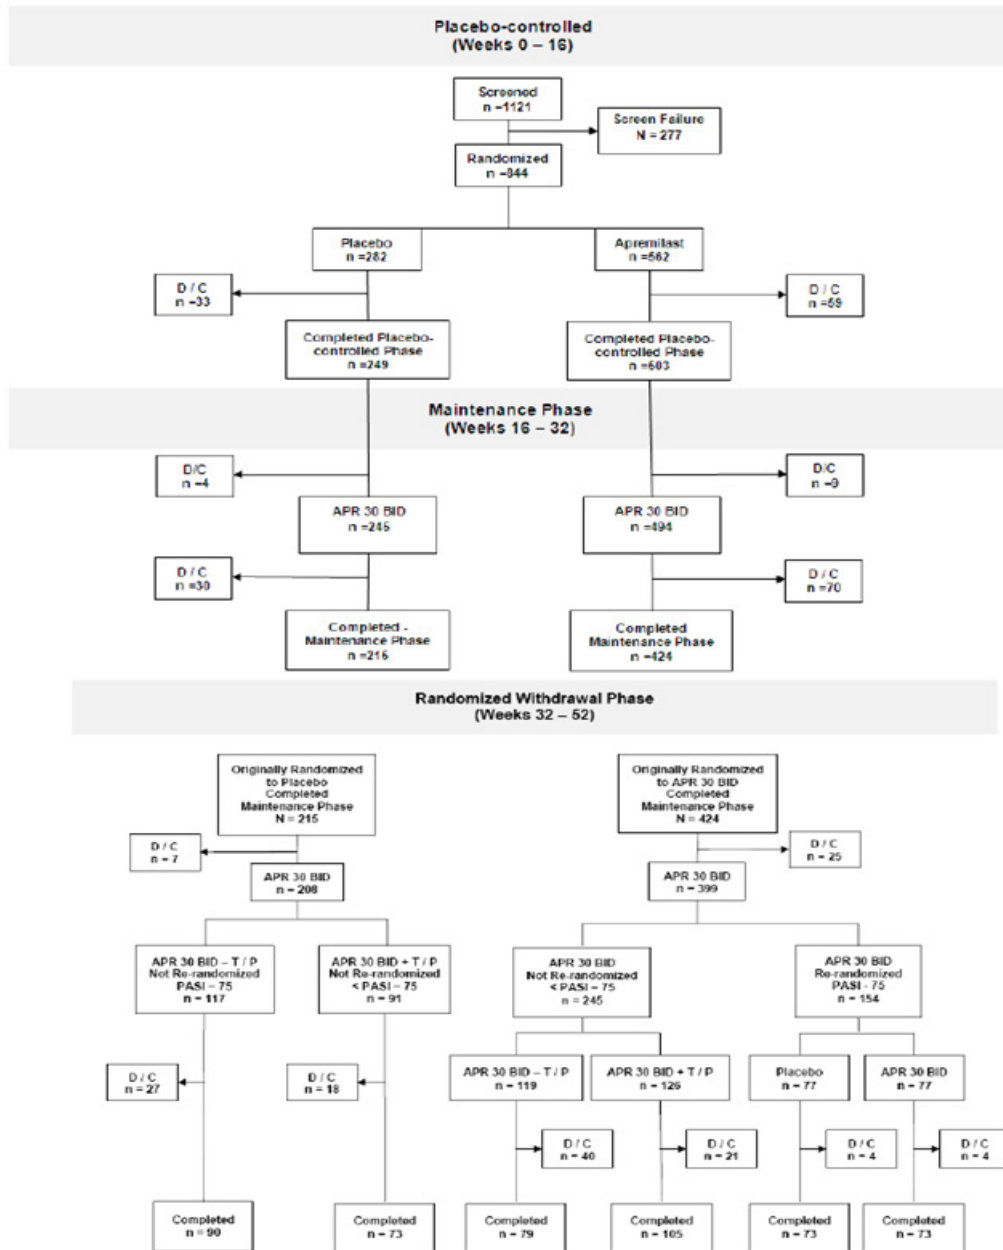 Placebo-controlled
(Weeks 0 – 16)
Screened
n =1121
Screen Failure
N = 277
Randomized
n =844
Placebo
n =282
Apremilast
n =562
D / C
n =33
D / C
n =59
Completed Placebo-
controlled Phase
n =249
Completed Placebo-
controlled Phase
n =503
Maintenance Phase
(Weeks 16 – 32)
D/C
n =4
D/C
n =9
APR 30 BID
n =245
APR 30 BID
n =494
D / C
n =30
D / C
n =70
Completed -
Maintenance Phase
n =215
Completed
Maintenance Phase
n =424
Randomized Withdrawal Phase
(Weeks 32 – 52)
Originally Randomized
to Placebo
Completed
Maintenance Phase
N = 215
Originally Randomized
to APR 30 BID
Completed
Maintenance Phase
N = 424
D / C
n = 7
D / C
n = 25
APR 30 BID
n = 208
APR 30 BID
n = 399
APR 30 BID – T / P
Not Re-randomized
PASI – 75
n = 117
APR 30 BID + T / P
Not Re-randomized
< PASI – 75
n = 91
APR 30 BID
Not Re-randomized
< PASI – 75
n = 245
APR 30 BID
Re-randomized
PASI - 75
n = 154
D / C
n = 27
D / C
n = 18
APR 30 BID – T / P
n = 119
APR 30 BID + T / P
n = 126
Placebo
n = 77
APR 30 BID
n = 77
D / C
n = 40
D / C
n = 21
D / C
n = 4
D / C
n = 4
Completed
n = 90
Completed
n = 73
Completed
n = 79
Completed
n = 105
Completed
n = 73
Completed
n = 73